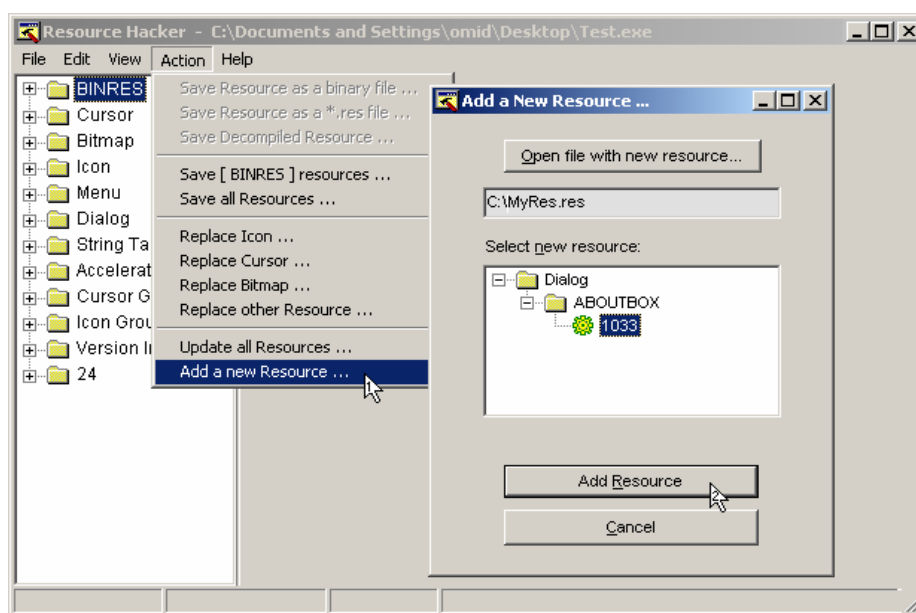 Resource Hacker - C:\Documents and Settings\omid\Desktop\Test.exe
File Edit View Action Help
BINRES
Cursor
Bitmap
Icon
Menu
Dialog
String Ta
Accelerat
Cursor G
Icon Grou
Version I
24
Save Resource as a binary file ...
Save Resource as a *.res file ...
Save Decompiled Resource ...
Save [ BINRES ] resources ...
Save all Resources ...
Replace Icon ...
Replace Cursor ...
Replace Bitmap ...
Replace other Resource ...
Update all Resources ...
Add a new Resource ...
1
Add a New Resource ...
Open file with new resource...
C:\MyRes.res
Select new resource:
Dialog
ABOUTBOX
1033
Add Resource
2
Cancel